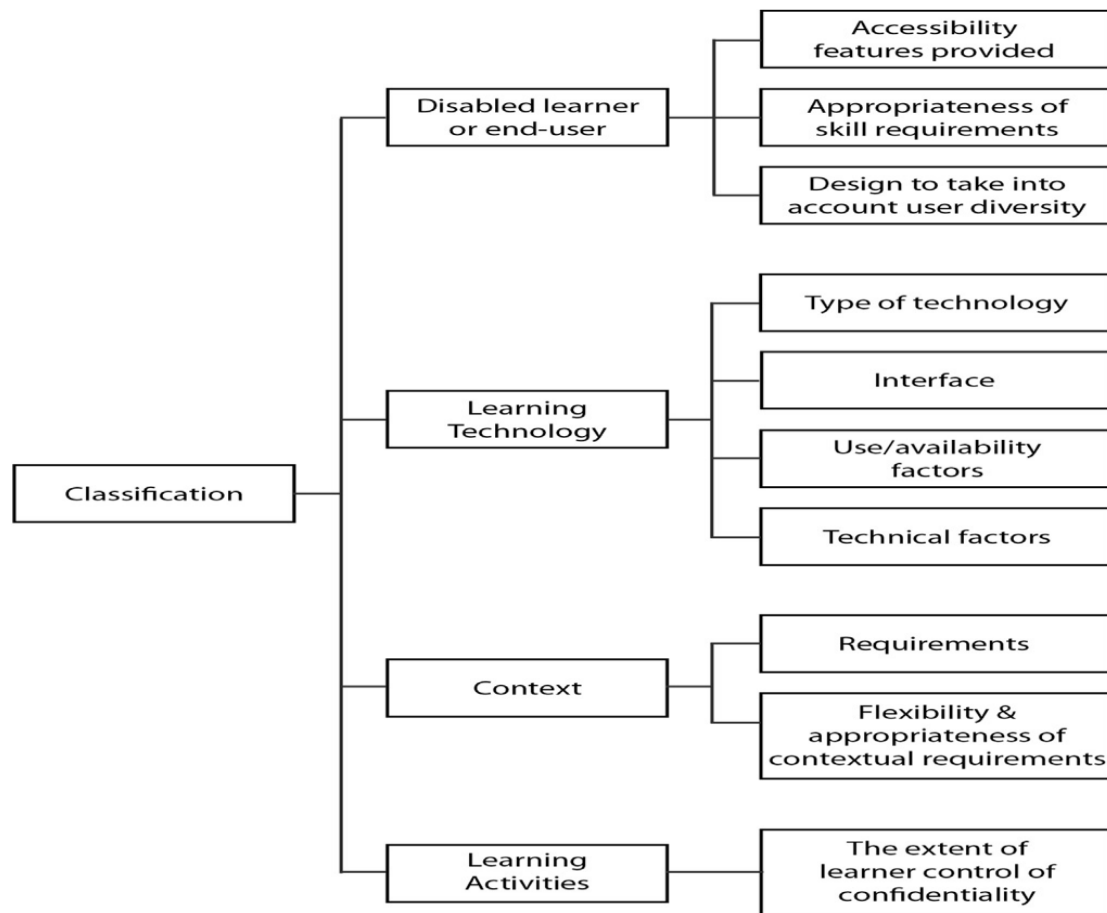 Classification
Disabled learner
or end-user
Accessibility
features provided
Appropriateness of
skill requirements
Design to take into
account user diversity
Learning
Technology
Type of technology
Interface
Use/availability
factors
Technical factors
Context
Requirements
Flexibility &
appropriateness of
contextual requirements
Learning
Activities
The extent of
learner control of
confidentiality